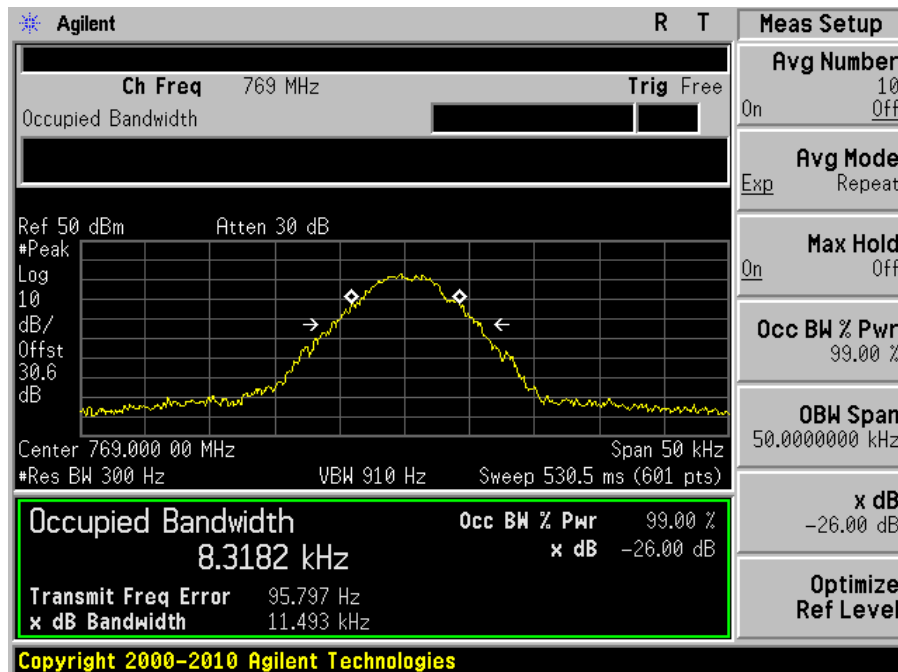 Agilent R T
Meas Setup
Ch Freq 769 MHz Trig Free
Occupied Bandwidth
Ref 50 dBm Atten 30 dB
#Peak
Log
10
dB/
Offst
30.6
dB
Center 769.000 00 MHz Span 50 kHz
#Res BW 300 Hz VBW 910 Hz Sweep 530.5 ms (601 pts)
Occupied Bandwidth
8.3182 kHz
Occ BW % Pwr 99.00 %
x dB -26.00 dB
Transmit Freq Error 95.797 Hz
x dB Bandwidth 11.493 kHz
Avg Number
10
On Off
Avg Mode
Exp Repeat
Max Hold
On Off
Occ BW % Pwr
99.00 %
OBW Span
50.0000000 kHz
x dB
-26.00 dB
Optimize
Ref Level
Copyright 2000-2010 Agilent Technologies